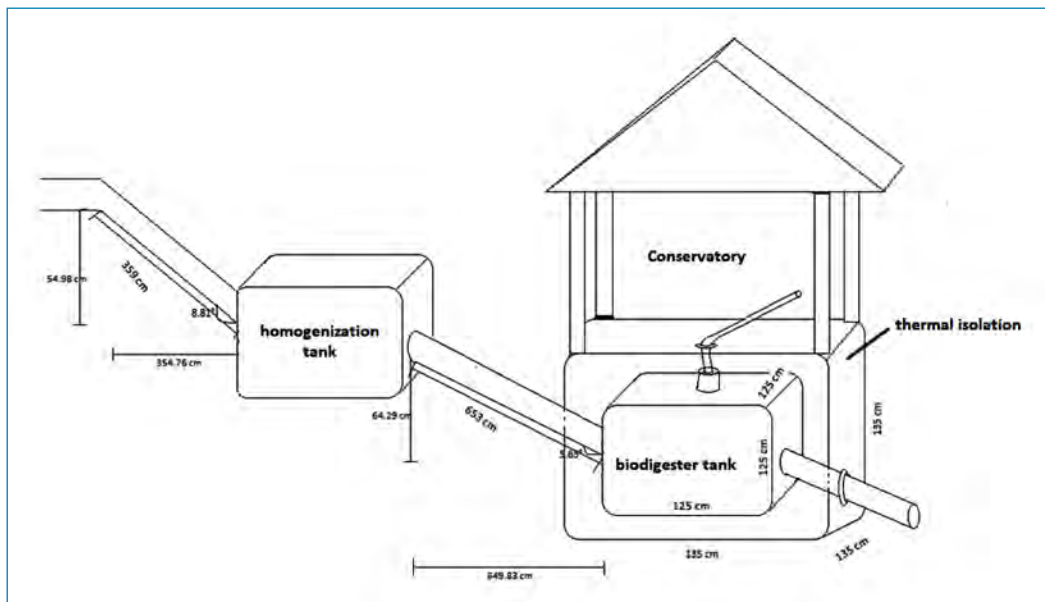 Conservatory
54.98 cm
359 cm
8.81°
homogenization
tank
thermal isolation
354.76 cm
125 cm
135 cm
64.29 cm
653 cm
5.65°
biodigester tank
125 cm
125 cm
135 cm
135 cm
649.83 cm